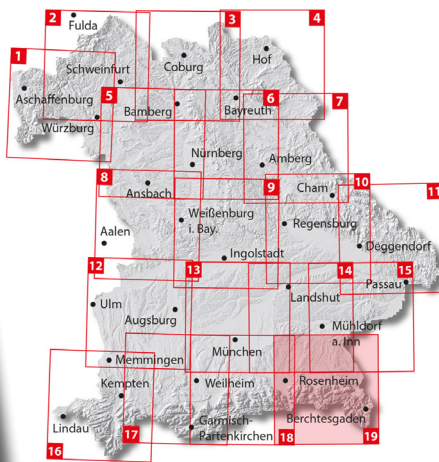 2
3
4
Fulda
1
Coburg
Hof
Schweinfurt
Aschaffenburg
5
6
7
Bamberg
Bayreuth
Würzburg
Nürnberg
Amberg
8
9
10
11
Ansbach
Cham
Weißenburg
i. Bay.
Regensburg
Aalen
Deggendorf
Ingolstadt
12
13
14
15
Passau
Landshut
Ulm
Augsburg
Mühldorf
a. Inn
München
Memmingen
Kempten
Weilheim
Rosenheim
Lindau
Berchtesgaden
Garmisch-
Partenkirchen
16
17
18
19